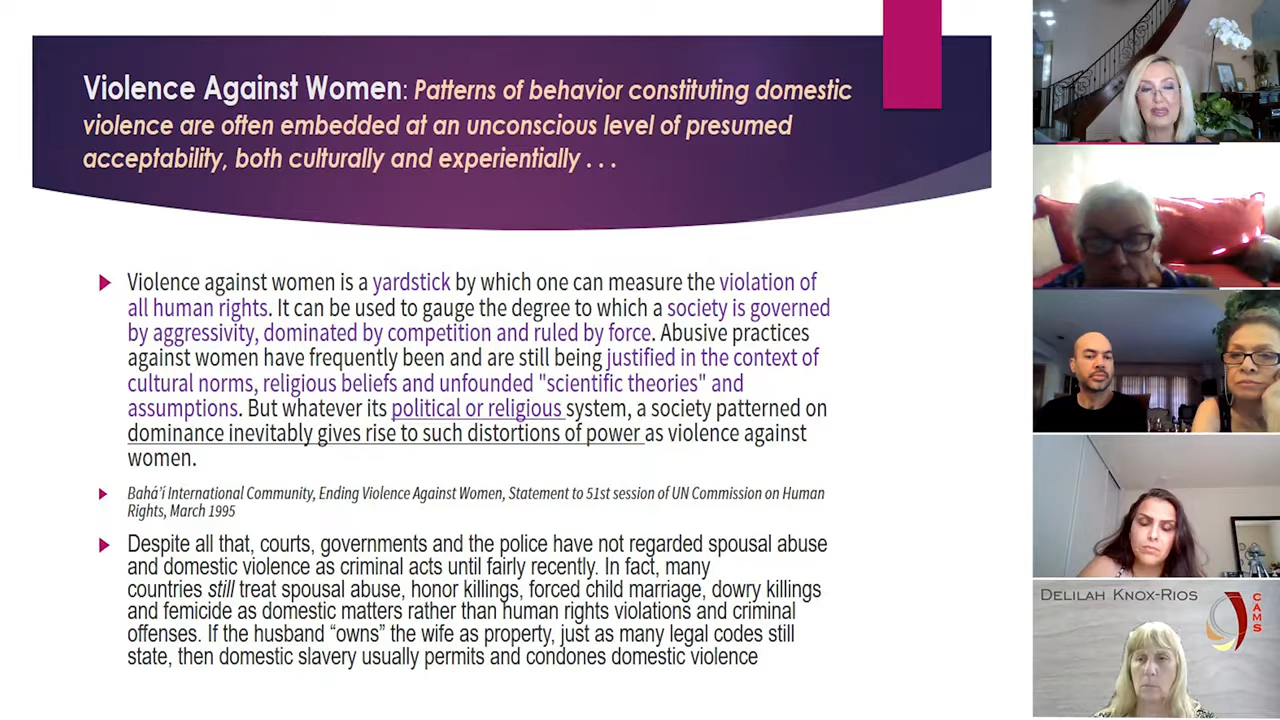 Violence Against Women: Patterns of behavior constituting domestic
violence are often embedded at an unconscious level of presumed
acceptability, both culturally and experientially . . .
Violence against women is a yardstick by which one can measure the violation of
all human rights. It can be used to gauge the degree to which a society is governed
by aggressivity, dominated by competition and ruled by force. Abusive practices
against women have frequently been and are still being justified in the context of
cultural norms, religious beliefs and unfounded "scientific theories" and
assumptions. But whatever its political or religious system, a society patterned on
dominance inevitably gives rise to such distortions of power as violence against
women.
Bahá’í International Community, Ending Violence Against Women, Statement to 51st session of UN Commission on Human
Rights, March 1995
Despite all that, courts, governments and the police have not regarded spousal abuse
and domestic violence as criminal acts until fairly recently. In fact, many
countries still treat spousal abuse, honor killings, forced child marriage, dowry killings
and femicide as domestic matters rather than human rights violations and criminal
offenses. If the husband “owns” the wife as property, just as many legal codes still
state, then domestic slavery usually permits and condones domestic violence
DELILAH KNOX-RIOS
CAMS